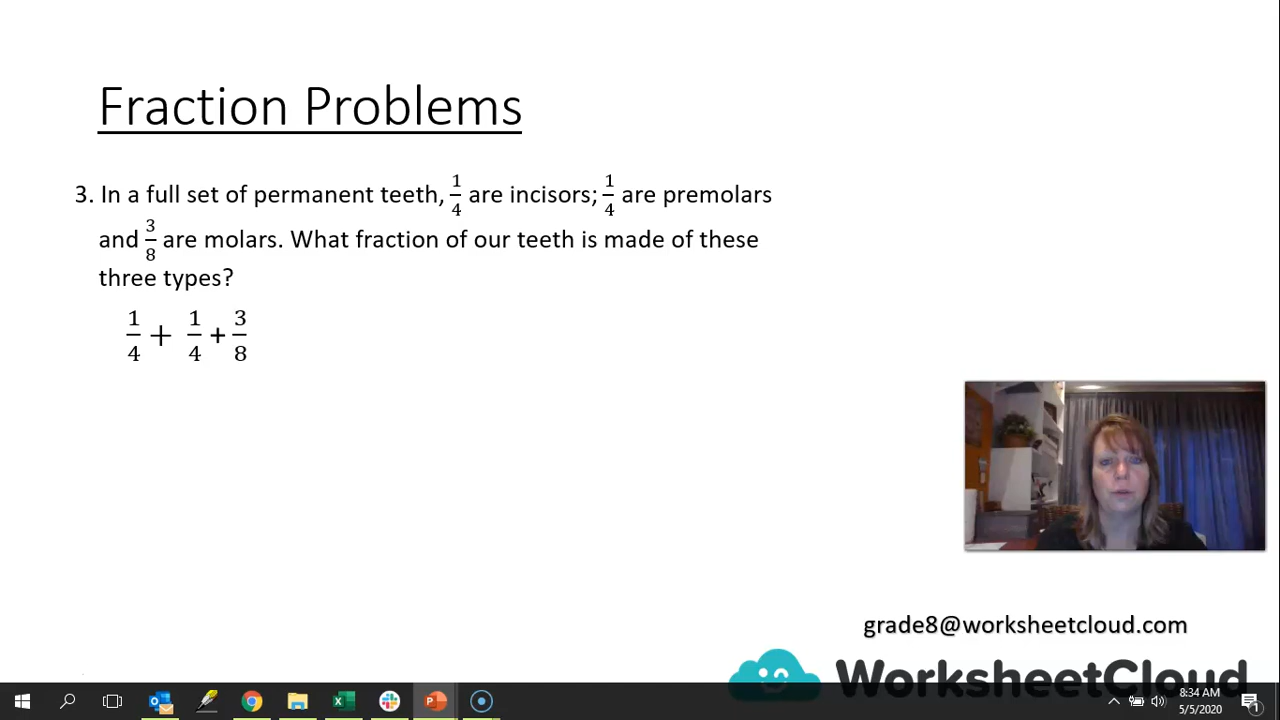 Fraction Problems
3. In a full set of permanent teeth, 1/4 are incisors; 1/4 are premolars
and 3/8 are molars. What fraction of our teeth is made of these
three types?
1/4 + 1/4 + 3/8
grade8@worksheetcloud.com
WorksheetCloud
8:34 AM
5/5/2020
1